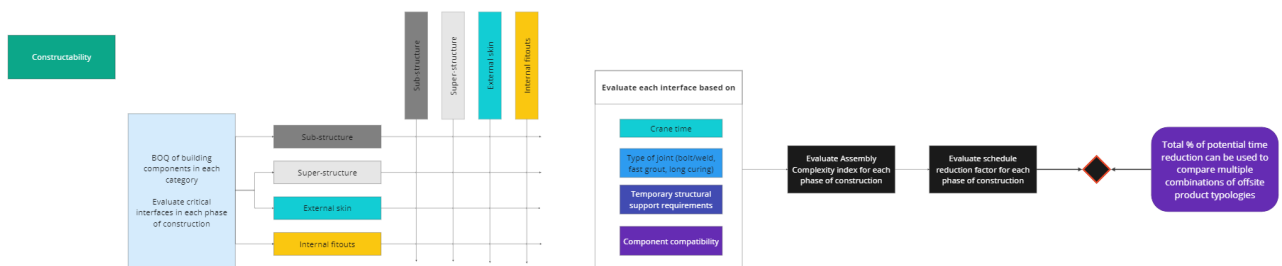 Constructability
Sub-structure
Super-structure
External skin
Internal fitouts
BOQ of building
components in each
category
Evaluate critical
interfaces in each phase
of construction
Sub-structure
Super-structure
External skin
Internal fitouts
Evaluate each interface based on
Crane time
Type of joint (bolt/weld,
fast grout, long curing)
Temporary structural
support requirements
Component compatibility
Evaluate Assembly
Complexity index for each
phase of construction
Evaluate schedule
reduction factor for each
phase of construction
Total % of potential time
reduction can be used to
compare multiple
combinations of offsite
product typologies